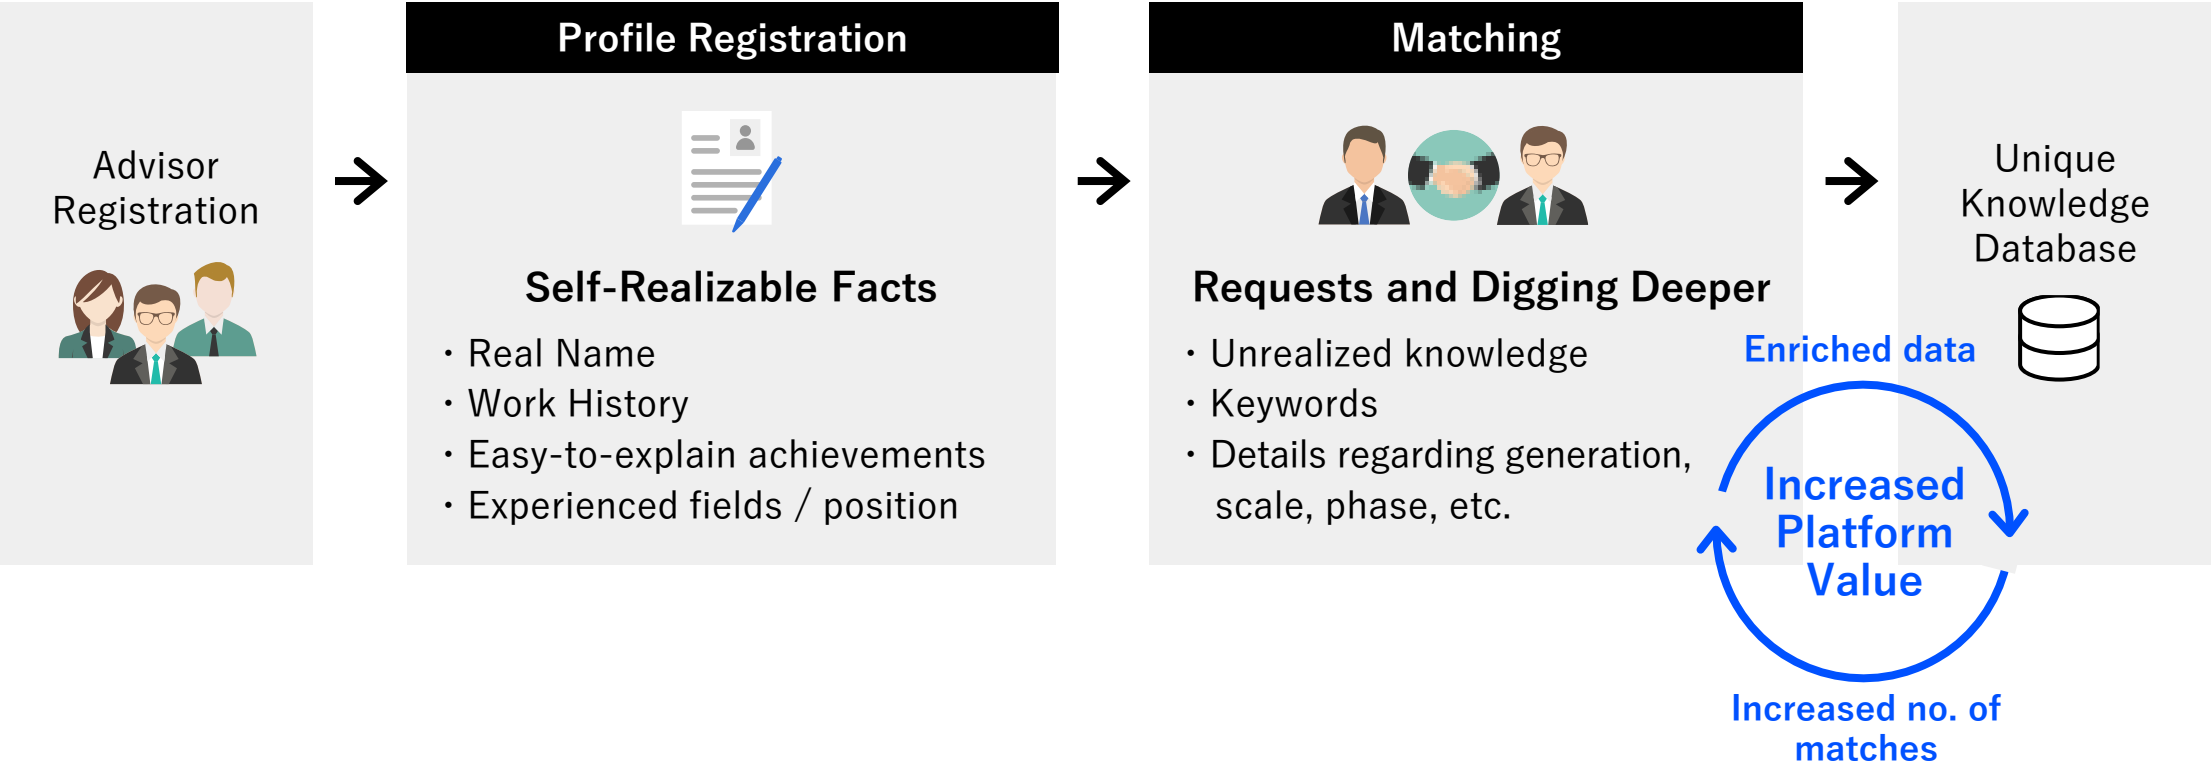 Advisor
Registration
Profile Registration
Self-Realizable Facts
・Real Name
・Work History
・Easy-to-explain achievements
・Experienced fields / position
Matching
Requests and Digging Deeper
・Unrealized knowledge
・Keywords
・Details regarding generation,
scale, phase, etc.
Unique
Knowledge
Database
Enriched data
Increased
Platform
Value
Increased no. of
matches